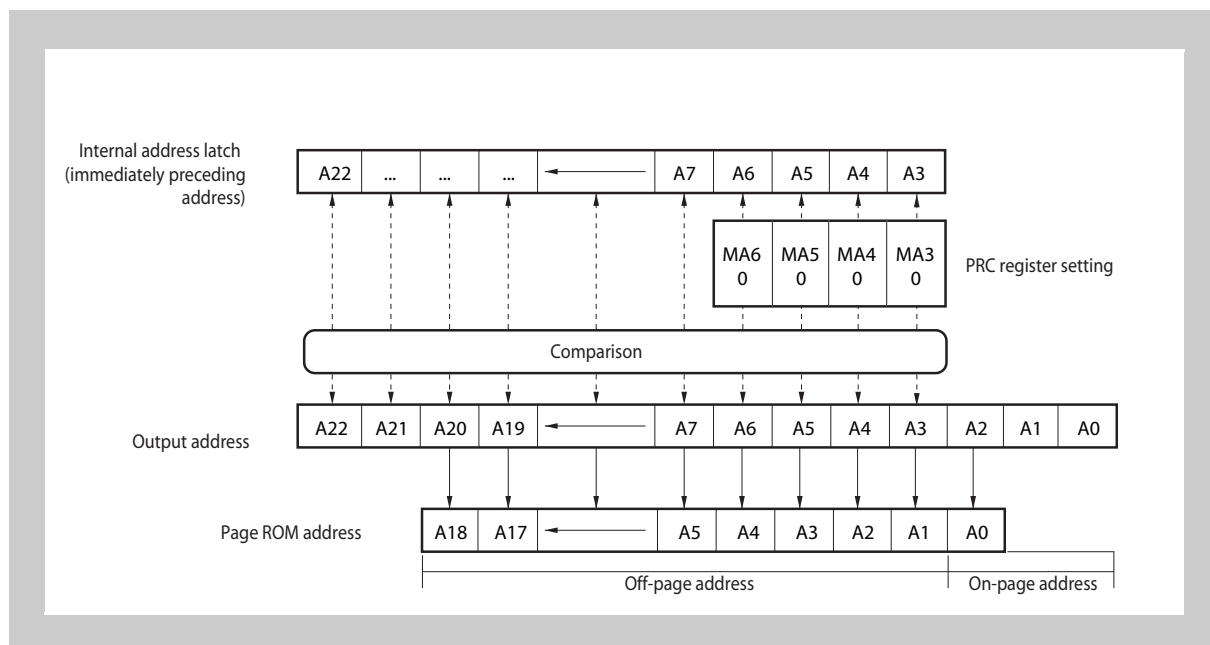 Internal address latch
(immediately preceding
address)
A22 ... ... ... A7 A6 A5 A4 A3
MA6 MA5 MA4 MA3
0 0 0 0
PRC register setting
Comparison
Output address
A22 A21 A20 A19 A7 A6 A5 A4 A3 A2 A1 A0
Page ROM address
A18 A17 A5 A4 A3 A2 A1 A0
Off-page address On-page address